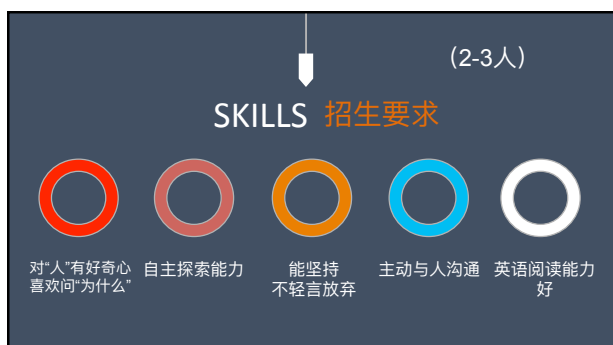 （2-3人）
SKILLS 招生要求
对“人”有好奇心
喜欢问“为什么”
自主探索能力
能坚持
不轻言放弃
主动与人沟通
英语阅读能力
好